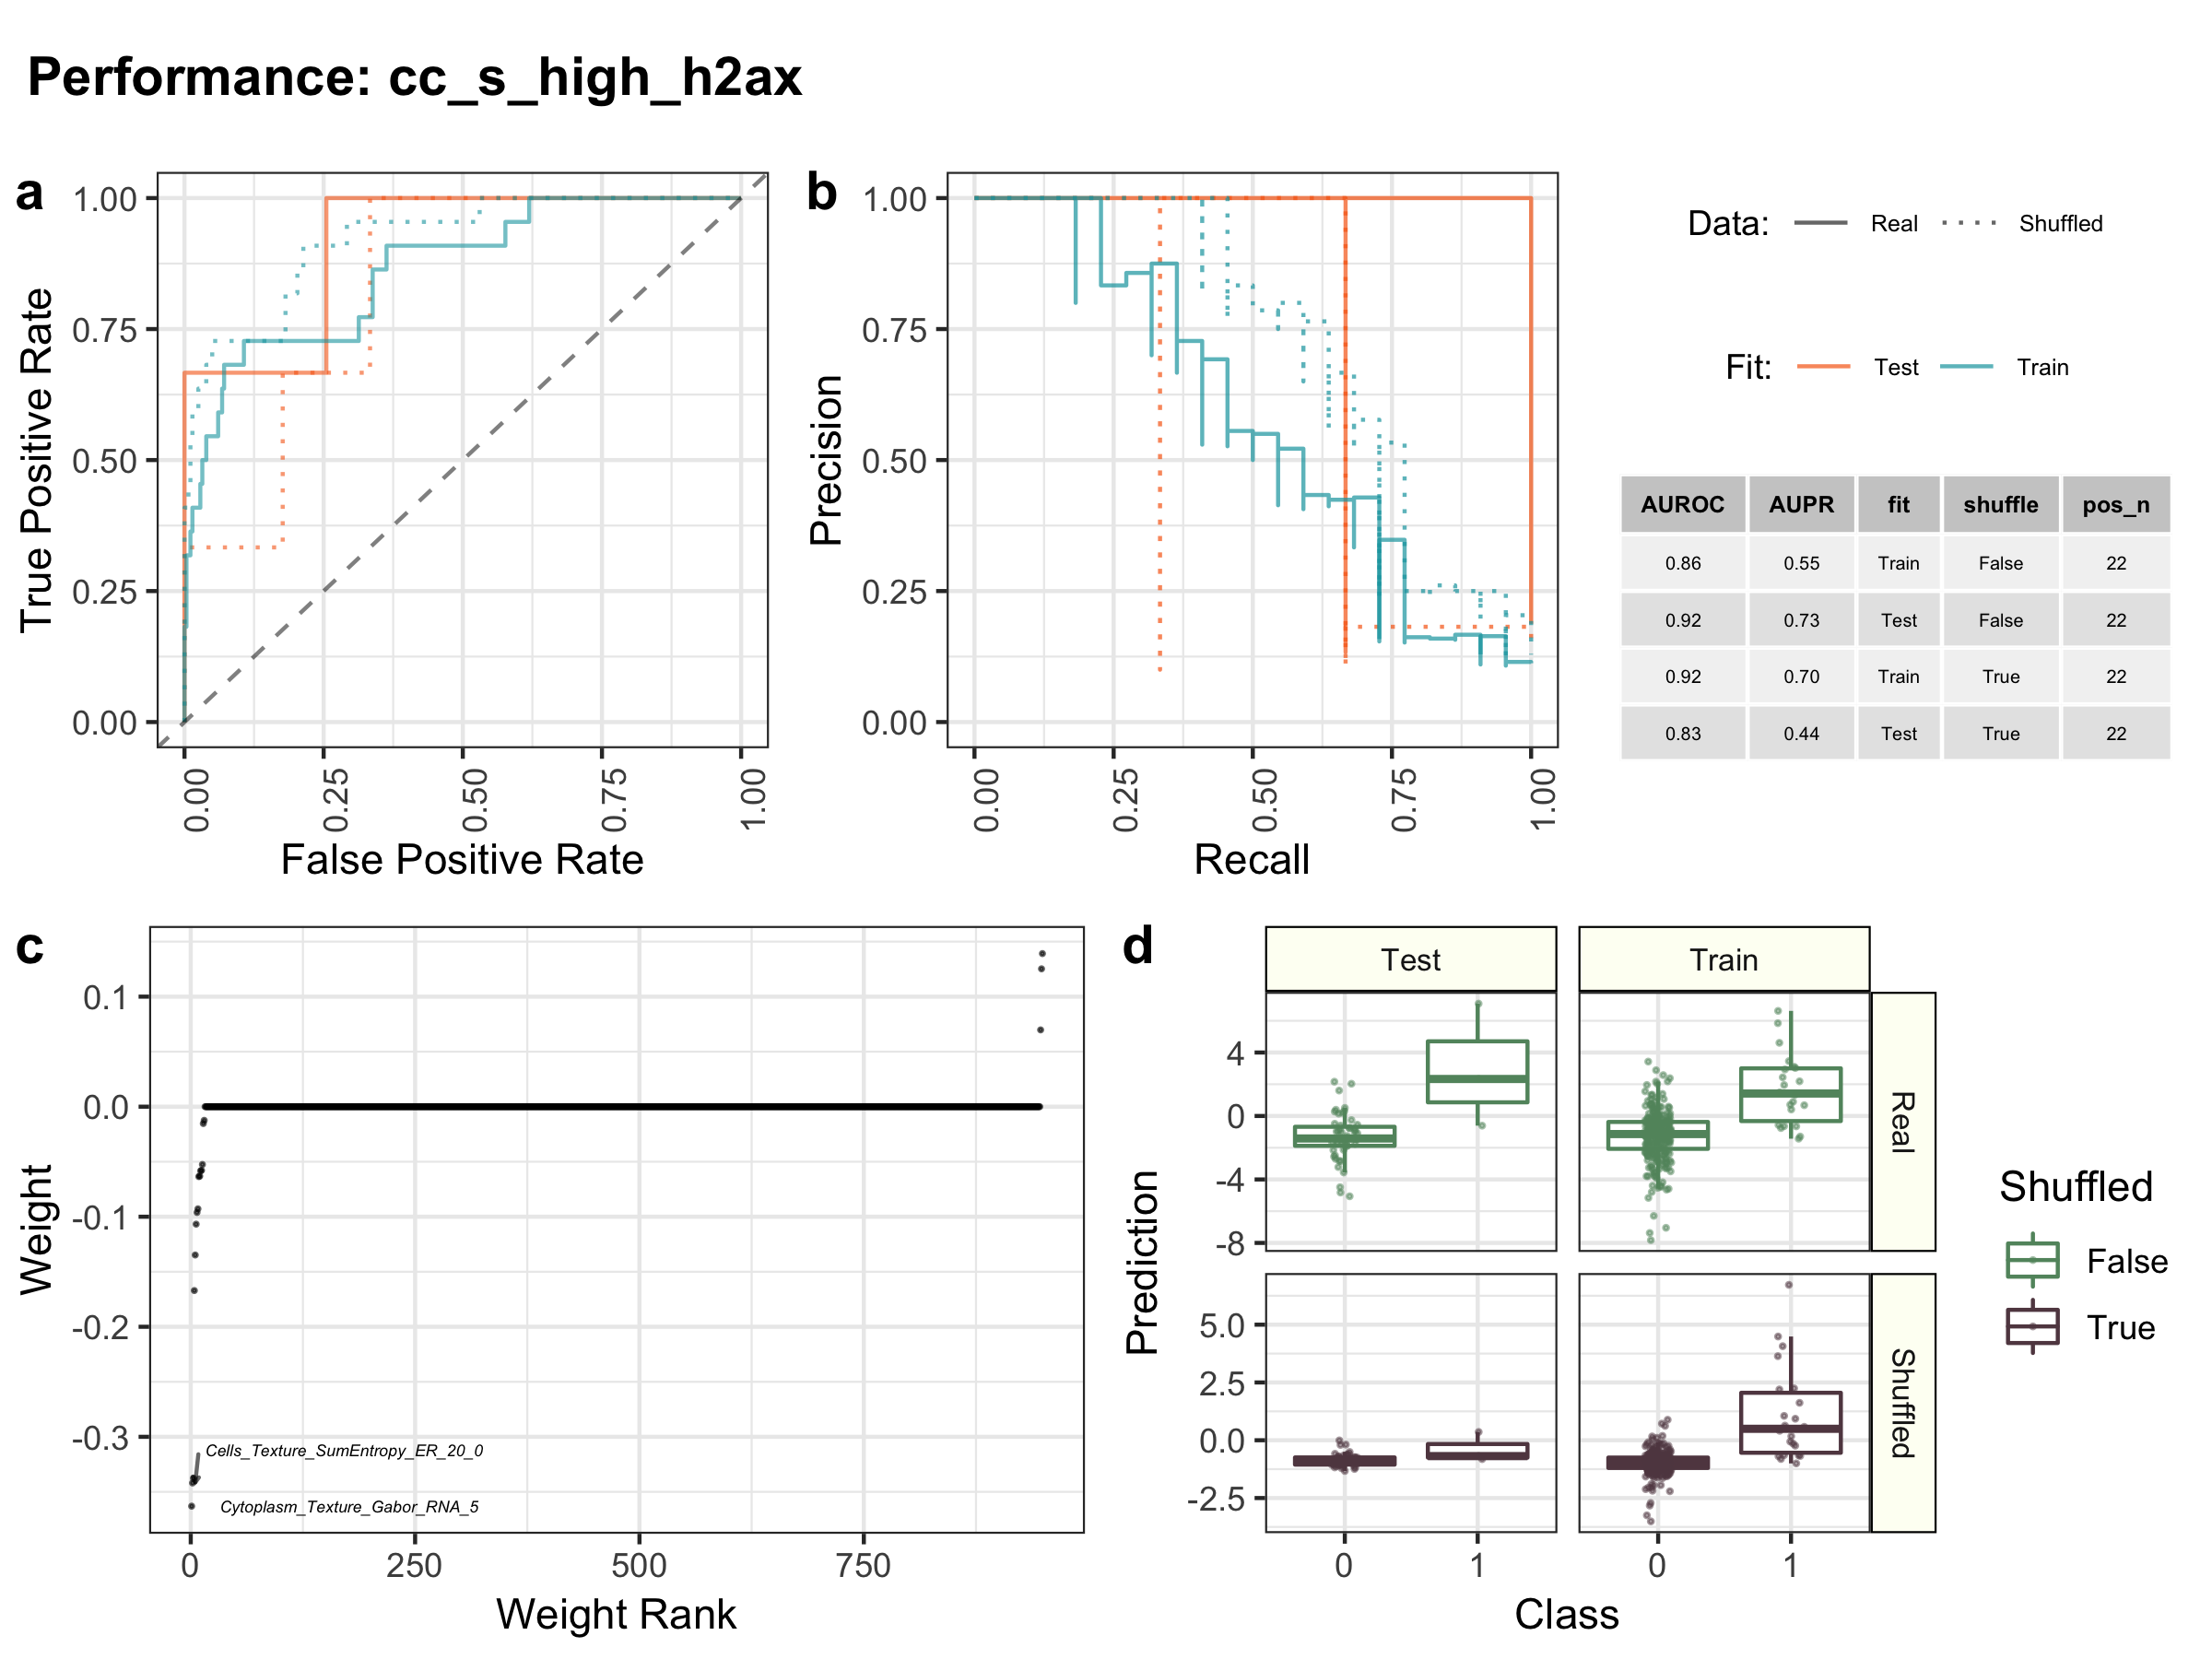 Performance: cc_s_high_h2ax
a
1.00
0.75
0.50
0.25
0.00
True Positive Rate
0.00
0.25
0.50
0.75
1.00
False Positive Rate
b
1.00
0.75
0.50
0.25
0.00
Precision
0.00
0.25
0.50
0.75
1.00
Recall
Data: Real Shuffled
Fit: Test Train
AUROC AUPR fit shuffle pos_n
0.86 0.55 Train False 22
0.92 0.73 Test False 22
0.92 0.70 Train True 22
0.83 0.44 Test True 22
c
0.1
0.0
-0.1
-0.2
-0.3
Weight
Cells_Texture_SumEntropy_ER_20_0
Cytoplasm_Texture_Gabor_RNA_5
0
250
500
750
Weight Rank
d
Test
Train
4
0
-4
-8
Real
5.0
2.5
0.0
-2.5
Shuffled
Prediction
0
1
0
1
Class
Shuffled
False
True